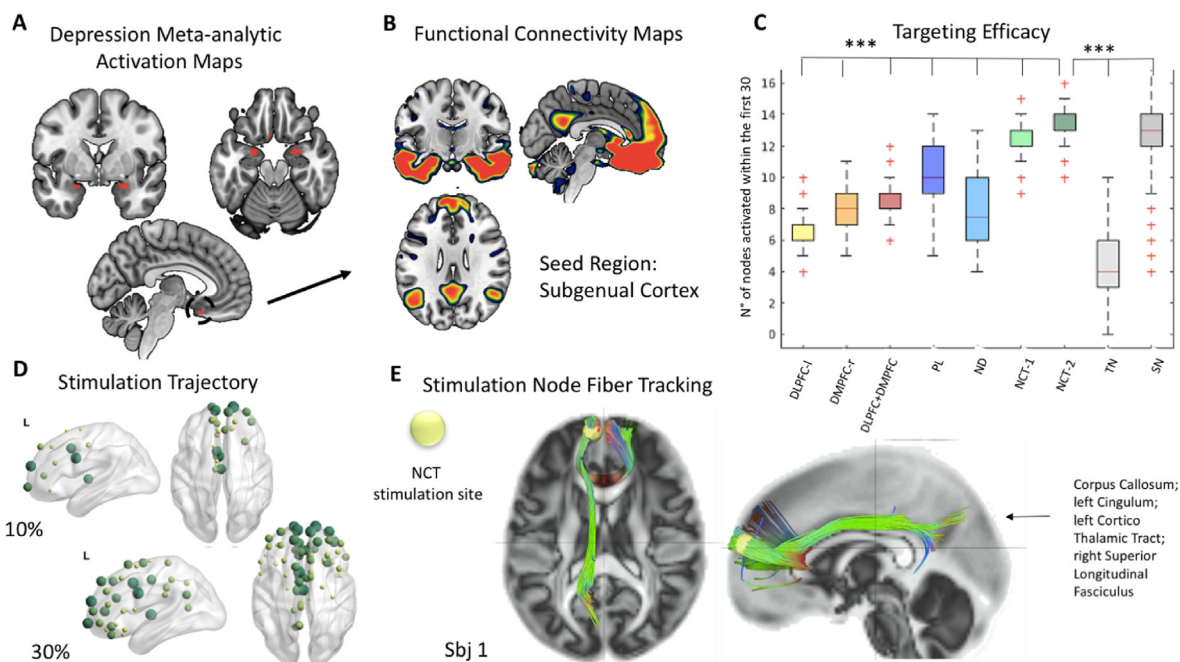 A
Depression Meta-analytic
Activation Maps
B
Functional Connectivity Maps
Seed Region:
Subgenual Cortex
C
Targeting Efficacy
***
***
N° of nodes activated within the first 30
16
14
12
10
8
6
4
2
0
DLPFC-l
DMPFC-r
DLPFC+DMPFC
PL
ND
NCT-1
NCT-2
TN
SN
D
Stimulation Trajectory
L
10%
L
30%
E
Stimulation Node Fiber Tracking
NCT
stimulation site
Sbj 1
Corpus Callosum;
left Cingulum;
left Cortico
Thalamic Tract;
right Superior
Longitudinal
Fasciculus